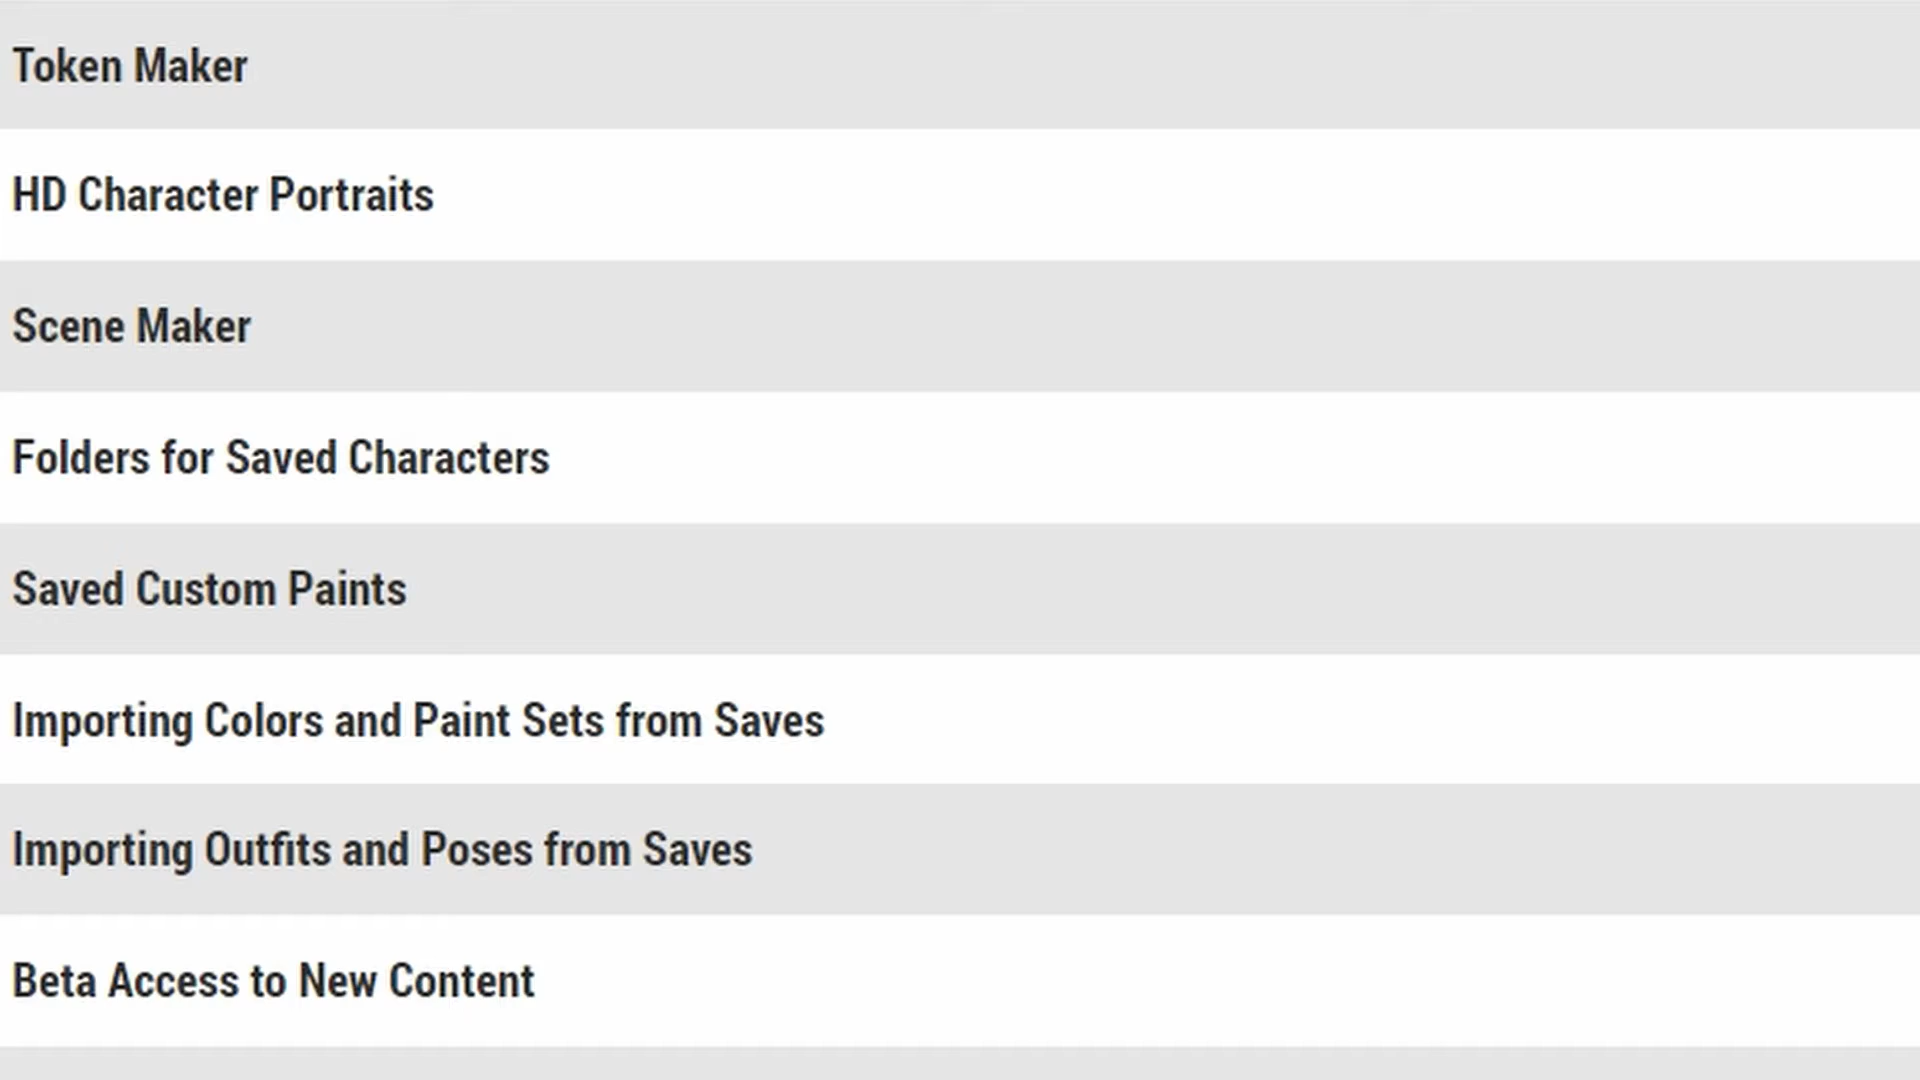 Token Maker
HD Character Portraits
Scene Maker
Folders for Saved Characters
Saved Custom Paints
Importing Colors and Paint Sets from Saves
Importing Outfits and Poses from Saves
Beta Access to New Content